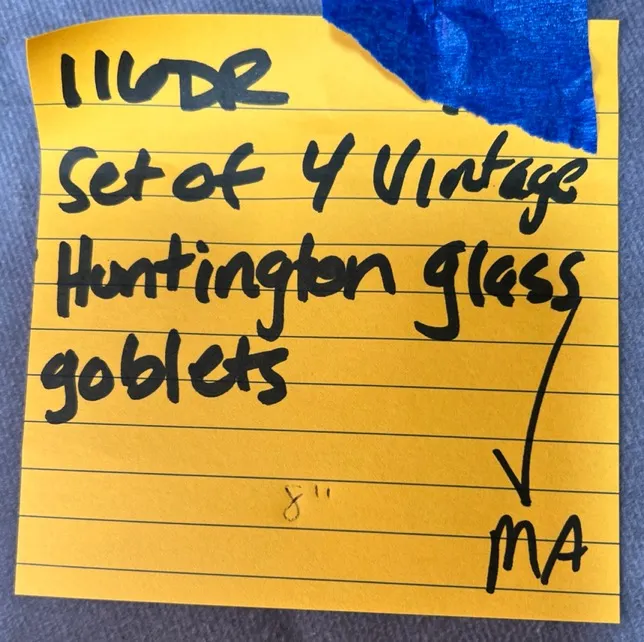 116DR
Set of 4 Vintage
Huntington glass
goblets
8"
MA